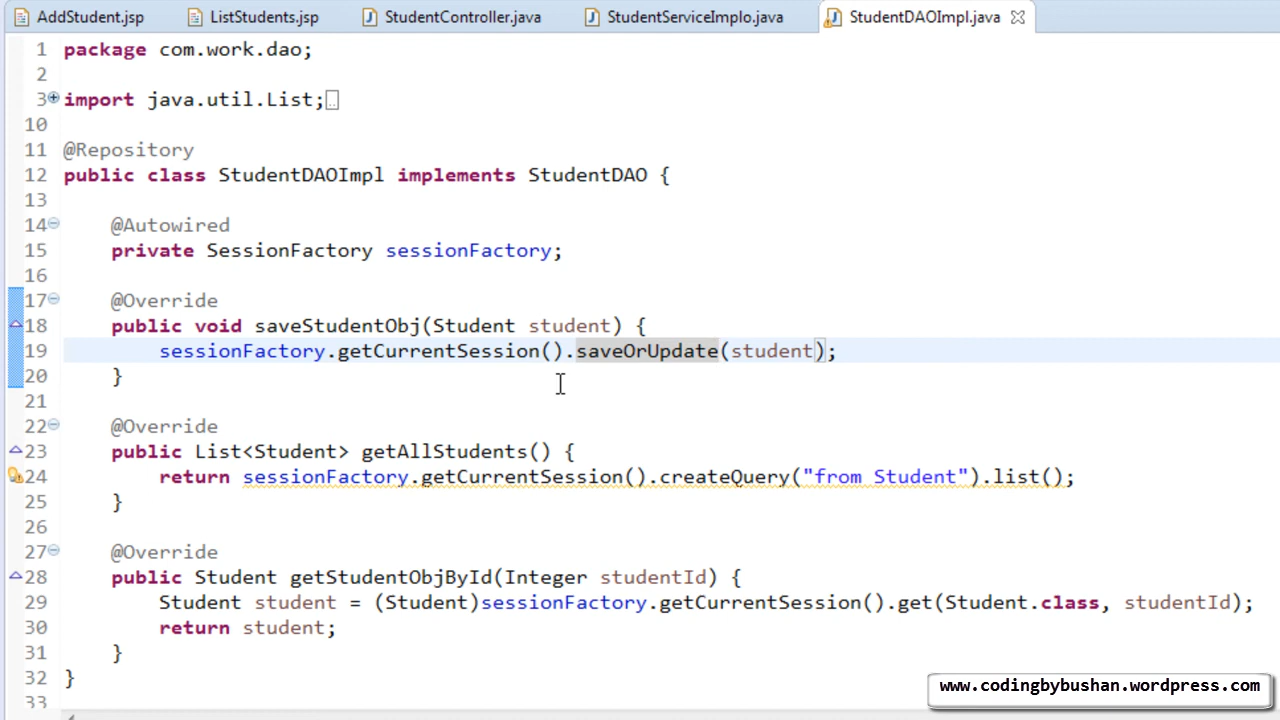 AddStudent.jsp ListStudents.jsp StudentController.java StudentServiceImplo.java StudentDAOImpl.java
1 package com.work.dao;
2
3 import java.util.List;
10
11 @Repository
12 public class StudentDAOImpl implements StudentDAO {
13
14 @Autowired
15 private SessionFactory sessionFactory;
16
17 @Override
18 public void saveStudentObj(Student student) {
19 sessionFactory.getCurrentSession().saveOrUpdate(student);
20 }
21
22 @Override
23 public List<Student> getAllStudents() {
24 return sessionFactory.getCurrentSession().createQuery("from Student").list();
25 }
26
27 @Override
28 public Student getStudentObjById(Integer studentId) {
29 Student student = (Student)sessionFactory.getCurrentSession().get(Student.class, studentId);
30 return student;
31 }
32 }
33
www.codingbybushan.wordpress.com